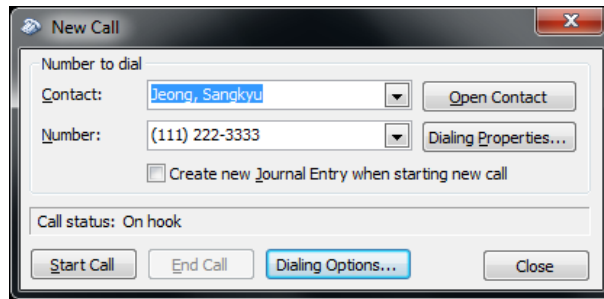 New Call
Number to dial
Contact: Jeong, Sangkyu Open Contact
Number: (111) 222-3333 Dialing Properties...
Create new Journal Entry when starting new call
Call status: On hook
Start Call End Call Dialing Options... Close